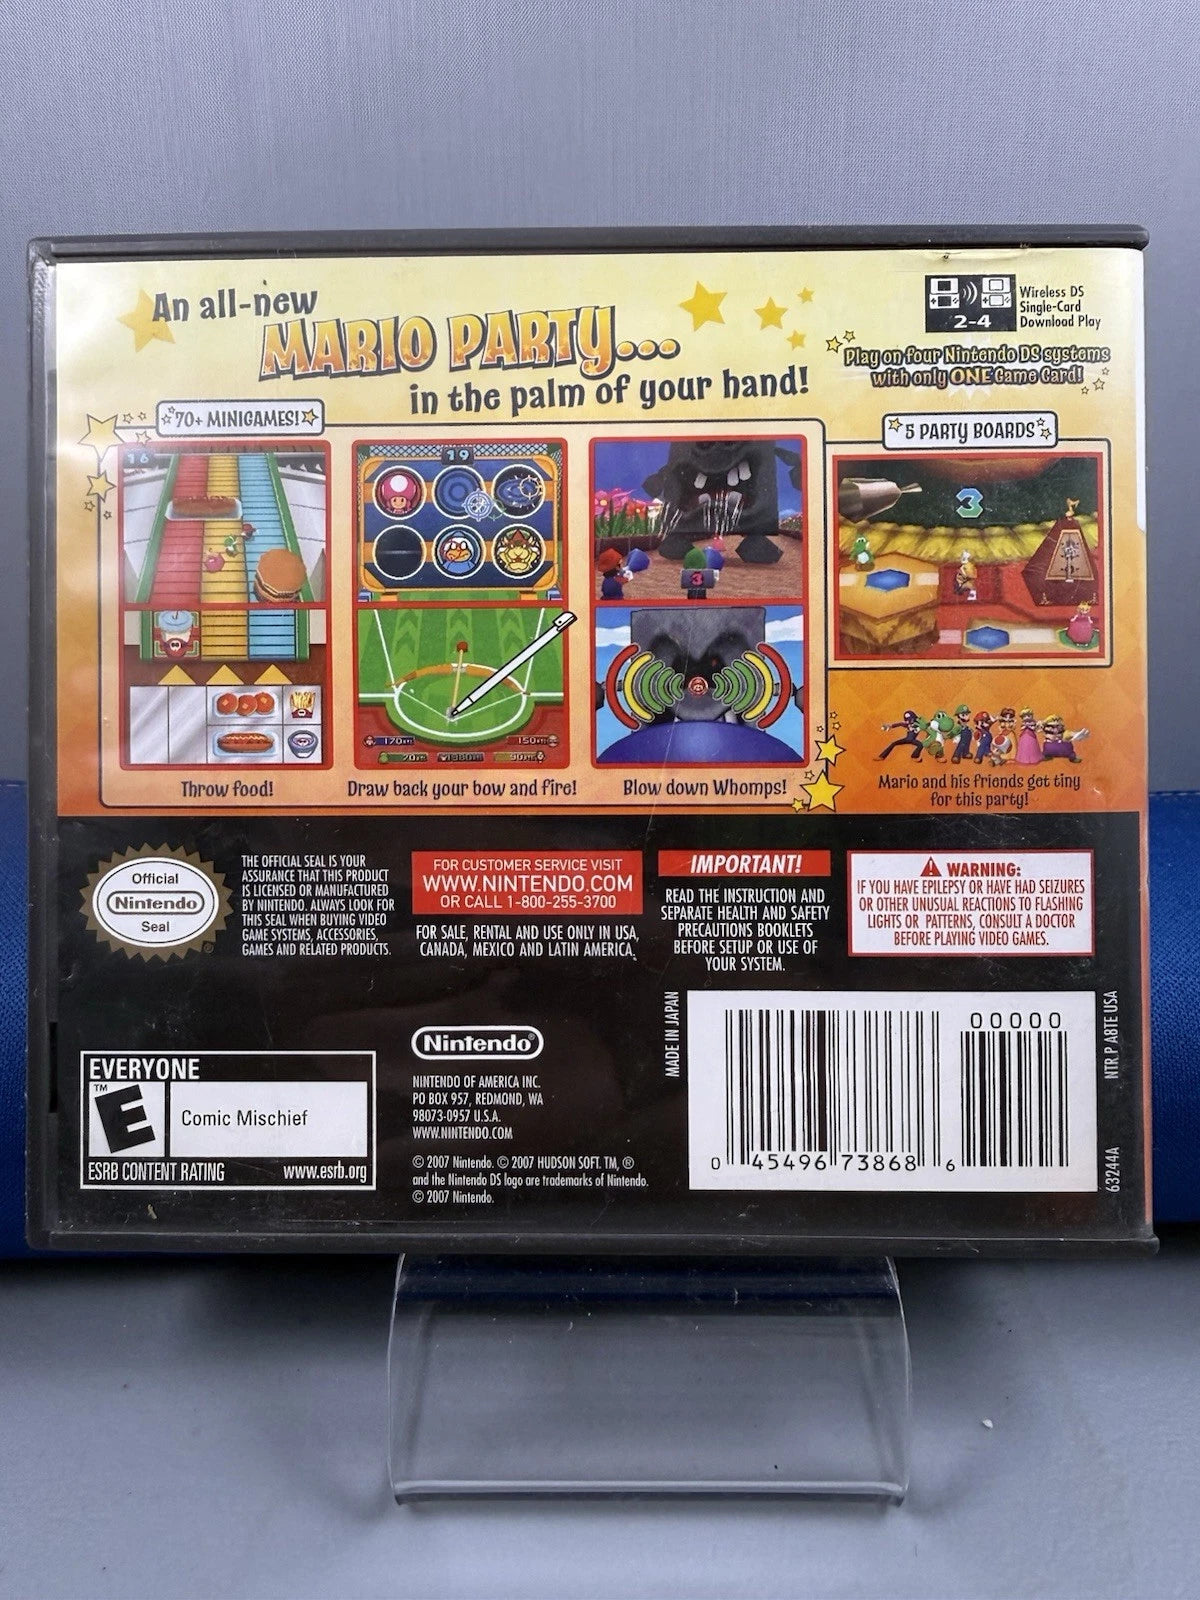 An all-new
MARIO PARTY...
in the palm of your hand!
2-4
Wireless DS
Single-Card
Download Play
Play on four Nintendo DS systems
with only ONE Game Card!
70+ MINIGAMES!
5 PARTY BOARDS
16
19
3
3
170
150
70
90
Throw food!
Draw back your bow and fire!
Blow down Whomps!
Mario and his friends get tiny
for this party!
Official
Nintendo
Seal
®
THE OFFICIAL SEAL IS YOUR
ASSURANCE THAT THIS PRODUCT
IS LICENSED OR MANUFACTURED
BY NINTENDO. ALWAYS LOOK FOR
THIS SEAL WHEN BUYING VIDEO
GAME SYSTEMS, ACCESSORIES,
GAMES AND RELATED PRODUCTS.
FOR CUSTOMER SERVICE VISIT
WWW.NINTENDO.COM
OR CALL 1-800-255-3700
FOR SALE, RENTAL AND USE ONLY IN USA,
CANADA, MEXICO AND LATIN AMERICA.
IMPORTANT!
READ THE INSTRUCTION AND
SEPARATE HEALTH AND SAFETY
PRECAUTIONS BOOKLETS
BEFORE SETUP OR USE OF
YOUR SYSTEM.
WARNING:
IF YOU HAVE EPILEPSY OR HAVE HAD SEIZURES
OR OTHER UNUSUAL REACTIONS TO FLASHING
LIGHTS OR PATTERNS, CONSULT A DOCTOR
BEFORE PLAYING VIDEO GAMES.
EVERYONE
TM
E
Comic Mischief
ESRB CONTENT RATING www.esrb.org
Nintendo®
NINTENDO OF AMERICA INC.
PO BOX 957, REDMOND, WA
98073-0957 U.S.A.
WWW.NINTENDO.COM
© 2007 Nintendo. © 2007 HUDSON SOFT. TM, ®
and the Nintendo DS logo are trademarks of Nintendo.
© 2007 Nintendo.
MADE IN JAPAN
00000
0 45496 73868 6
NTR P A8TE USA
63244A